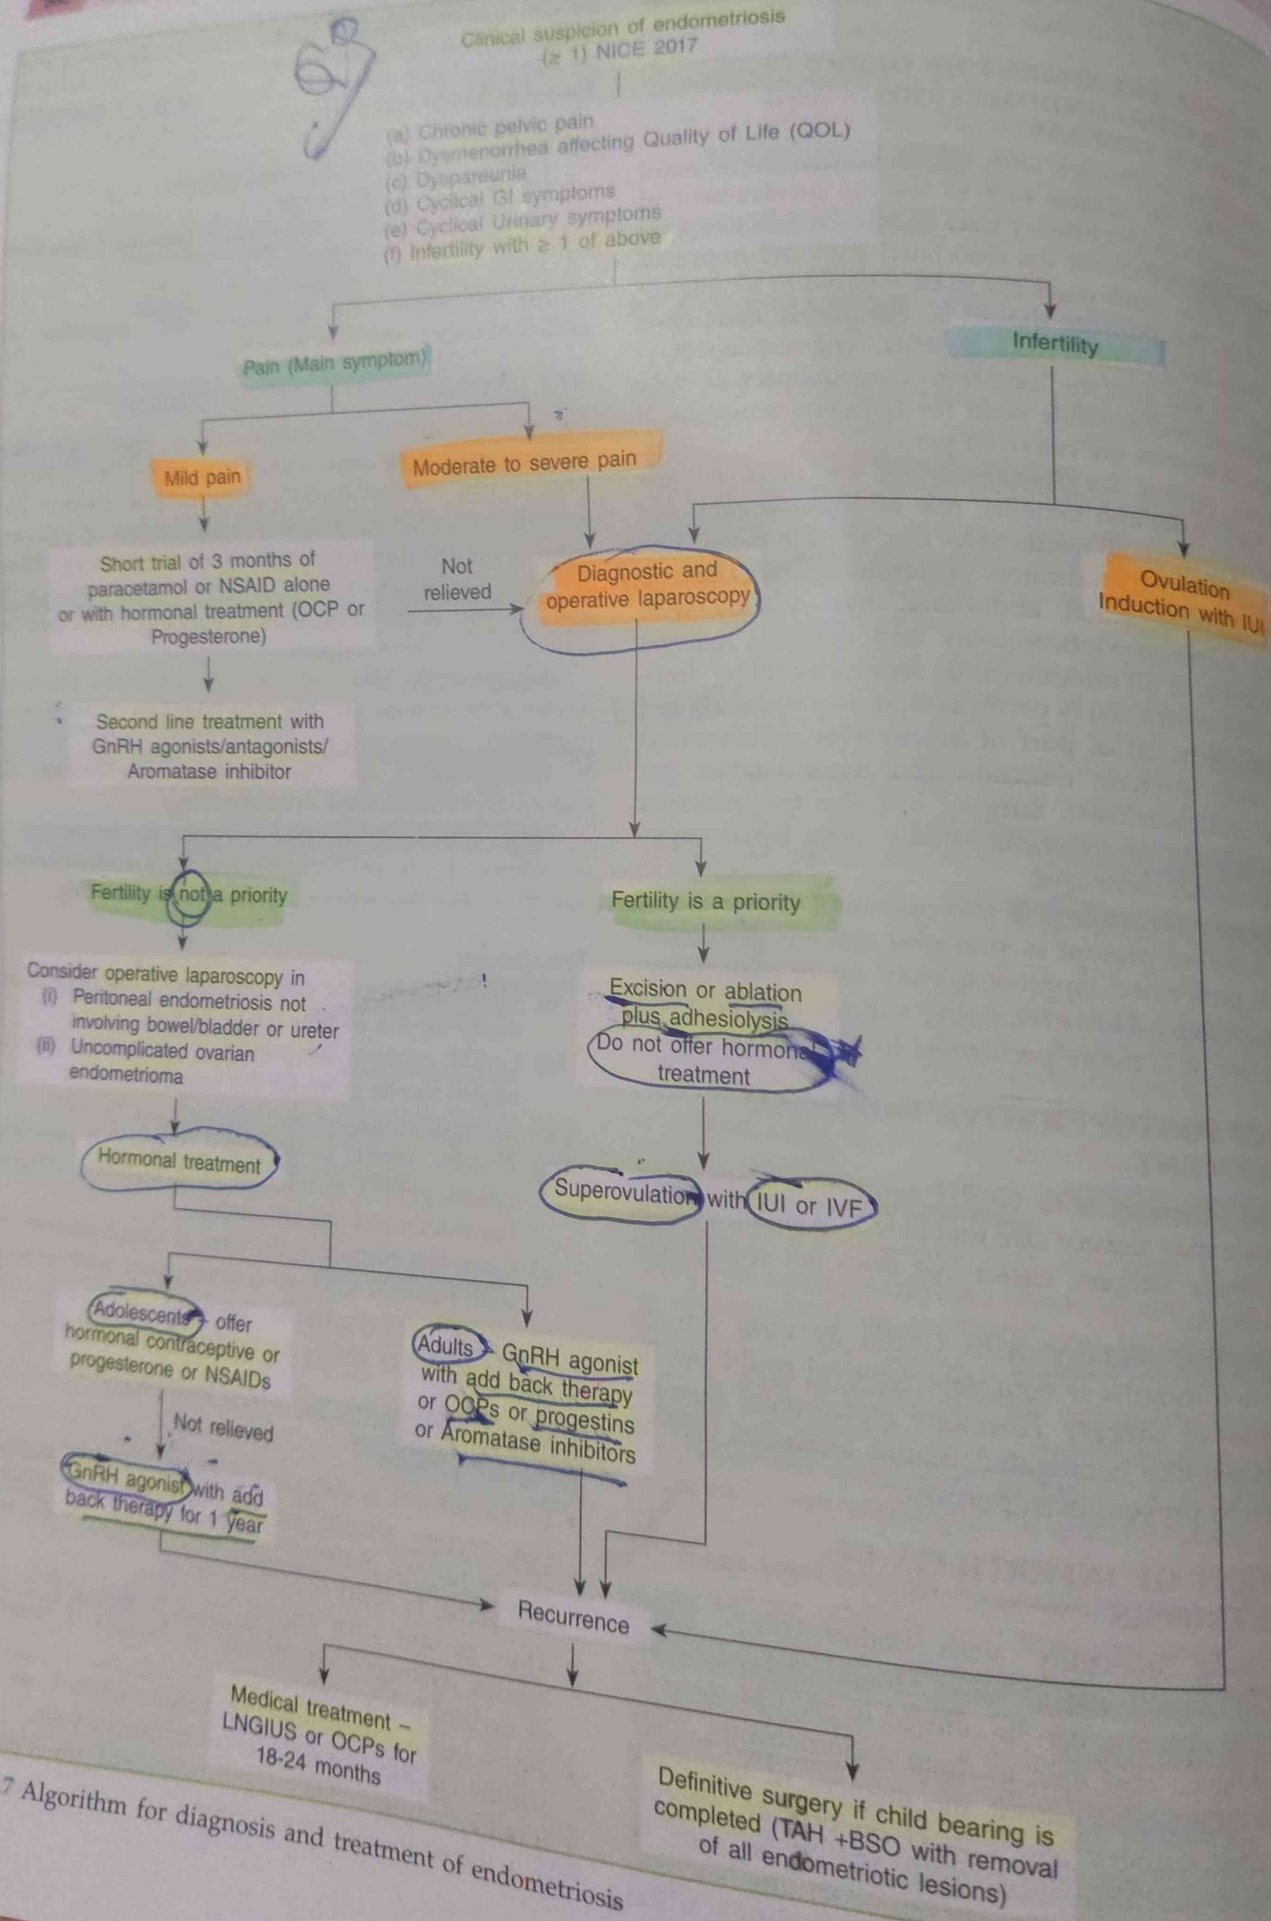 Clinical suspicion of endometriosis
(≥ 1) NICE 2017
(a) Chronic pelvic pain
(b) Dysmenorrhea affecting Quality of Life (QOL)
(c) Dyspareunia
(d) Cyclical GI symptoms
(e) Cyclical Urinary symptoms
(f) Infertility with ≥ 1 of above
Pain (Main symptom)
Infertility
Mild pain
Moderate to severe pain
Short trial of 3 months of
paracetamol or NSAID alone
or with hormonal treatment (OCP or
Progesterone)
Not
relieved
Diagnostic and
operative laparoscopy
Ovulation
Induction with IUI
Second line treatment with
GnRH agonists/antagonists/
Aromatase inhibitor
Fertility is not a priority
Fertility is a priority
Consider operative laparoscopy in
(i) Peritoneal endometriosis not
involving bowel/bladder or ureter
(ii) Uncomplicated ovarian
endometrioma
Excision or ablation
plus adhesiolysis
Do not offer hormonal
treatment
Hormonal treatment
Superovulation with IUI or IVF
Adolescents - offer
hormonal contraceptive or
progesterone or NSAIDs
Not relieved
GnRH agonist with add
back therapy for 1 year
Adults - GnRH agonist
with add back therapy
or OCPs or progestins
or Aromatase inhibitors
Recurrence
Medical treatment –
LNGIUS or OCPs for
18-24 months
Definitive surgery if child bearing is
completed (TAH +BSO with removal
of all endometriotic lesions)
7 Algorithm for diagnosis and treatment of endometriosis